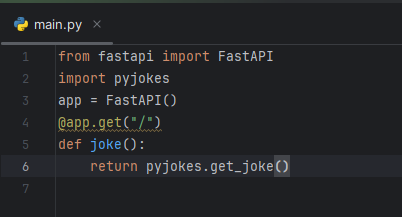 main.py
1 from fastapi import FastAPI
2 import pyjokes
3 app = FastAPI()
4 @app.get("/")
5 def joke():
6     return pyjokes.get_joke()
7